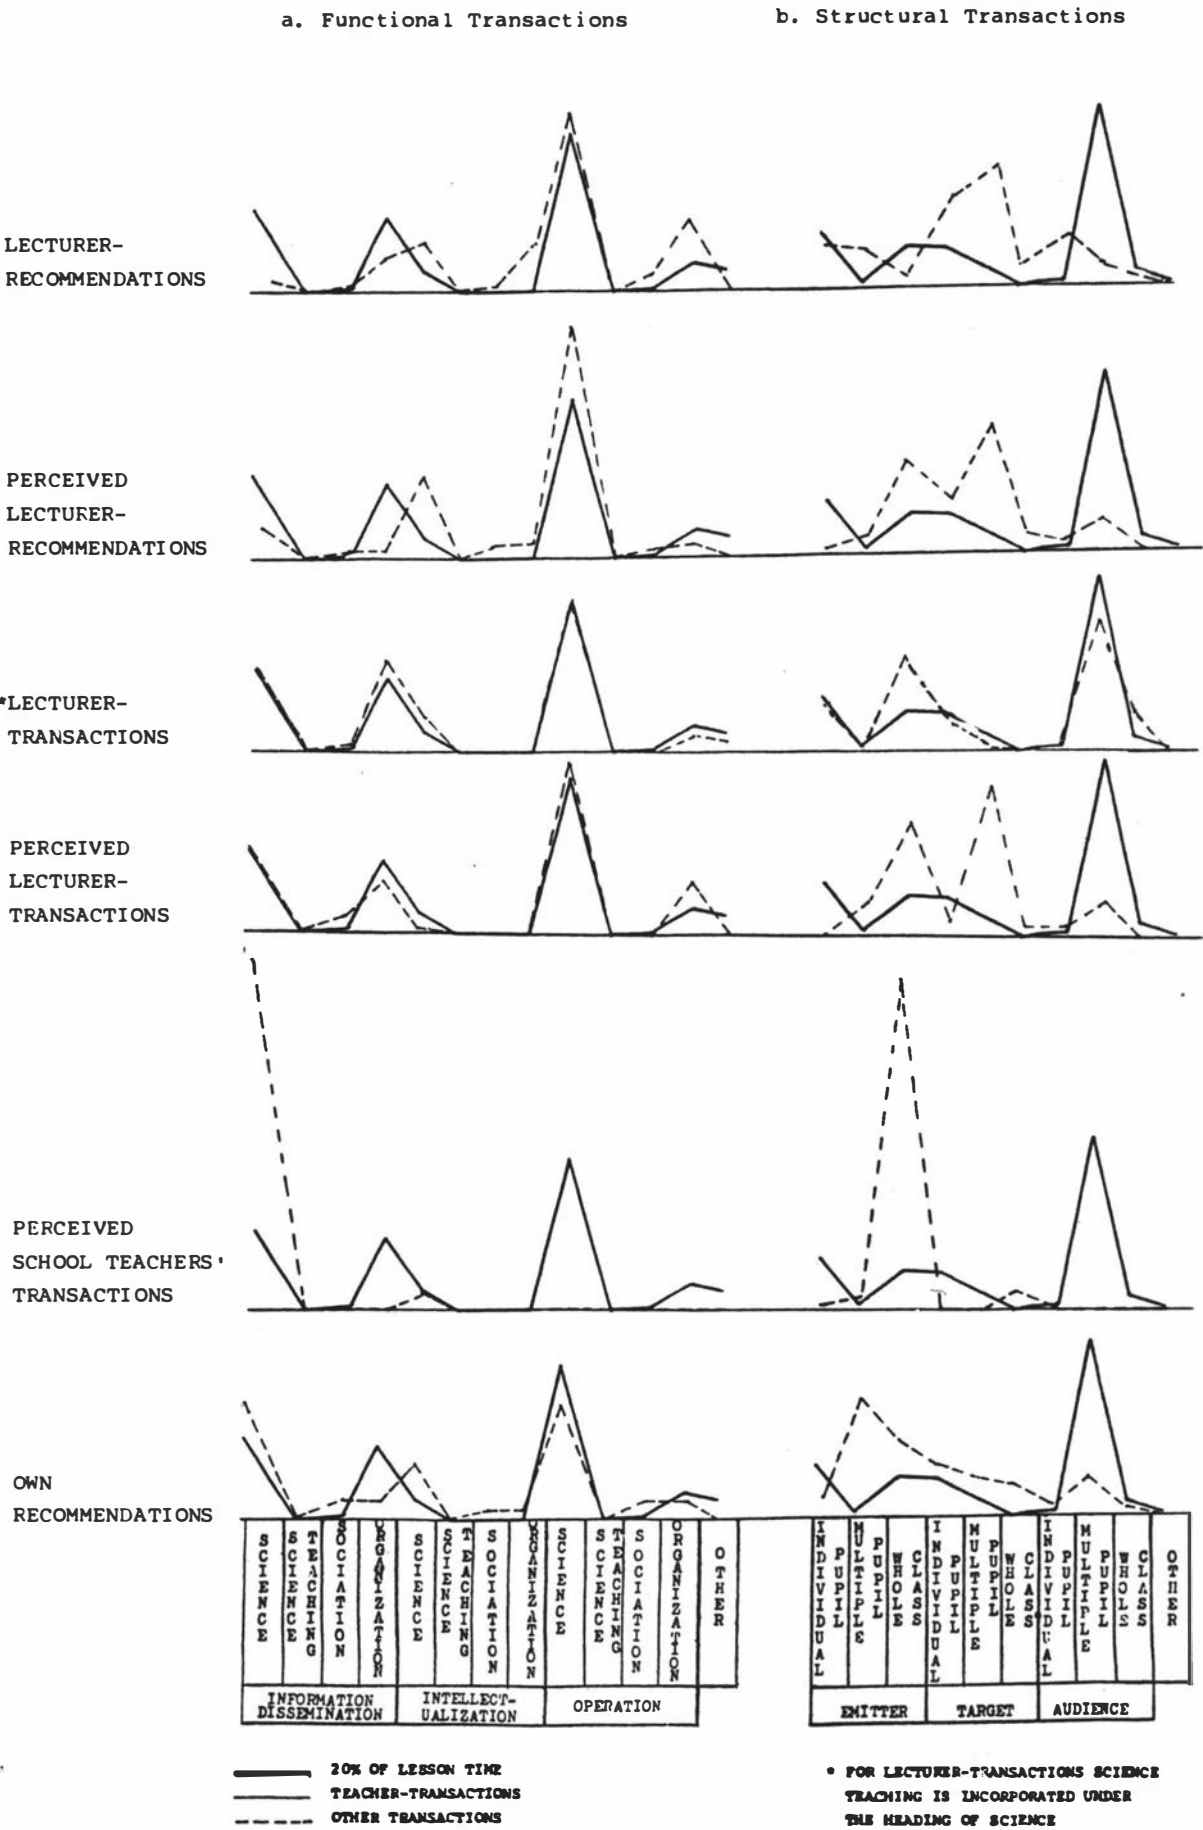 a. Functional Transactions
b. Structural Transactions
LECTURER-
RECOMMENDATIONS
PERCEIVED
LECTURER-
RECOMMENDATIONS
*LECTURER-
TRANSACTIONS
PERCEIVED
LECTURER-
TRANSACTIONS
PERCEIVED
SCHOOL TEACHERS'
TRANSACTIONS
OWN
RECOMMENDATIONS
SCIENCE
SCIENCE
TEACHING
SOCIATION
ORGANIZATION
SCIENCE
SCIENCE
TEACHING
SOCIATION
ORGANIZATION
SCIENCE
SCIENCE
TEACHING
SOCIATION
ORGANIZATION
OTHER
INDIVIDUAL
PUPIL
MULTIPLE
PUPIL
WHOLE
CLASS
INDIVIDUAL
PUPIL
MULTIPLE
PUPIL
WHOLE
CLASS
INDIVIDUAL
PUPIL
MULTIPLE
PUPIL
WHOLE
CLASS
OTHER
INFORMATION
DISSEMINATION
INTELLECT-
UALIZATION
OPERATION
EMITTER
TARGET
AUDIENCE
20% OF LESSON TIME
TEACHER-TRANSACTIONS
OTHER TRANSACTIONS
* FOR LECTURER-TRANSACTIONS SCIENCE
TEACHING IS INCORPORATED UNDER
THE HEADING OF SCIENCE